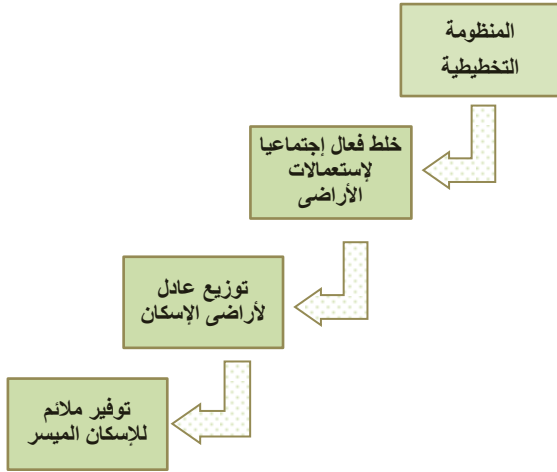 المنظومة
التخطيطية
خلط فعال إجتماعيا
لإستعمالات
الأراضى
توزيع عادل
لأراضى الإسكان
توفير ملائم
للإسكان الميسر